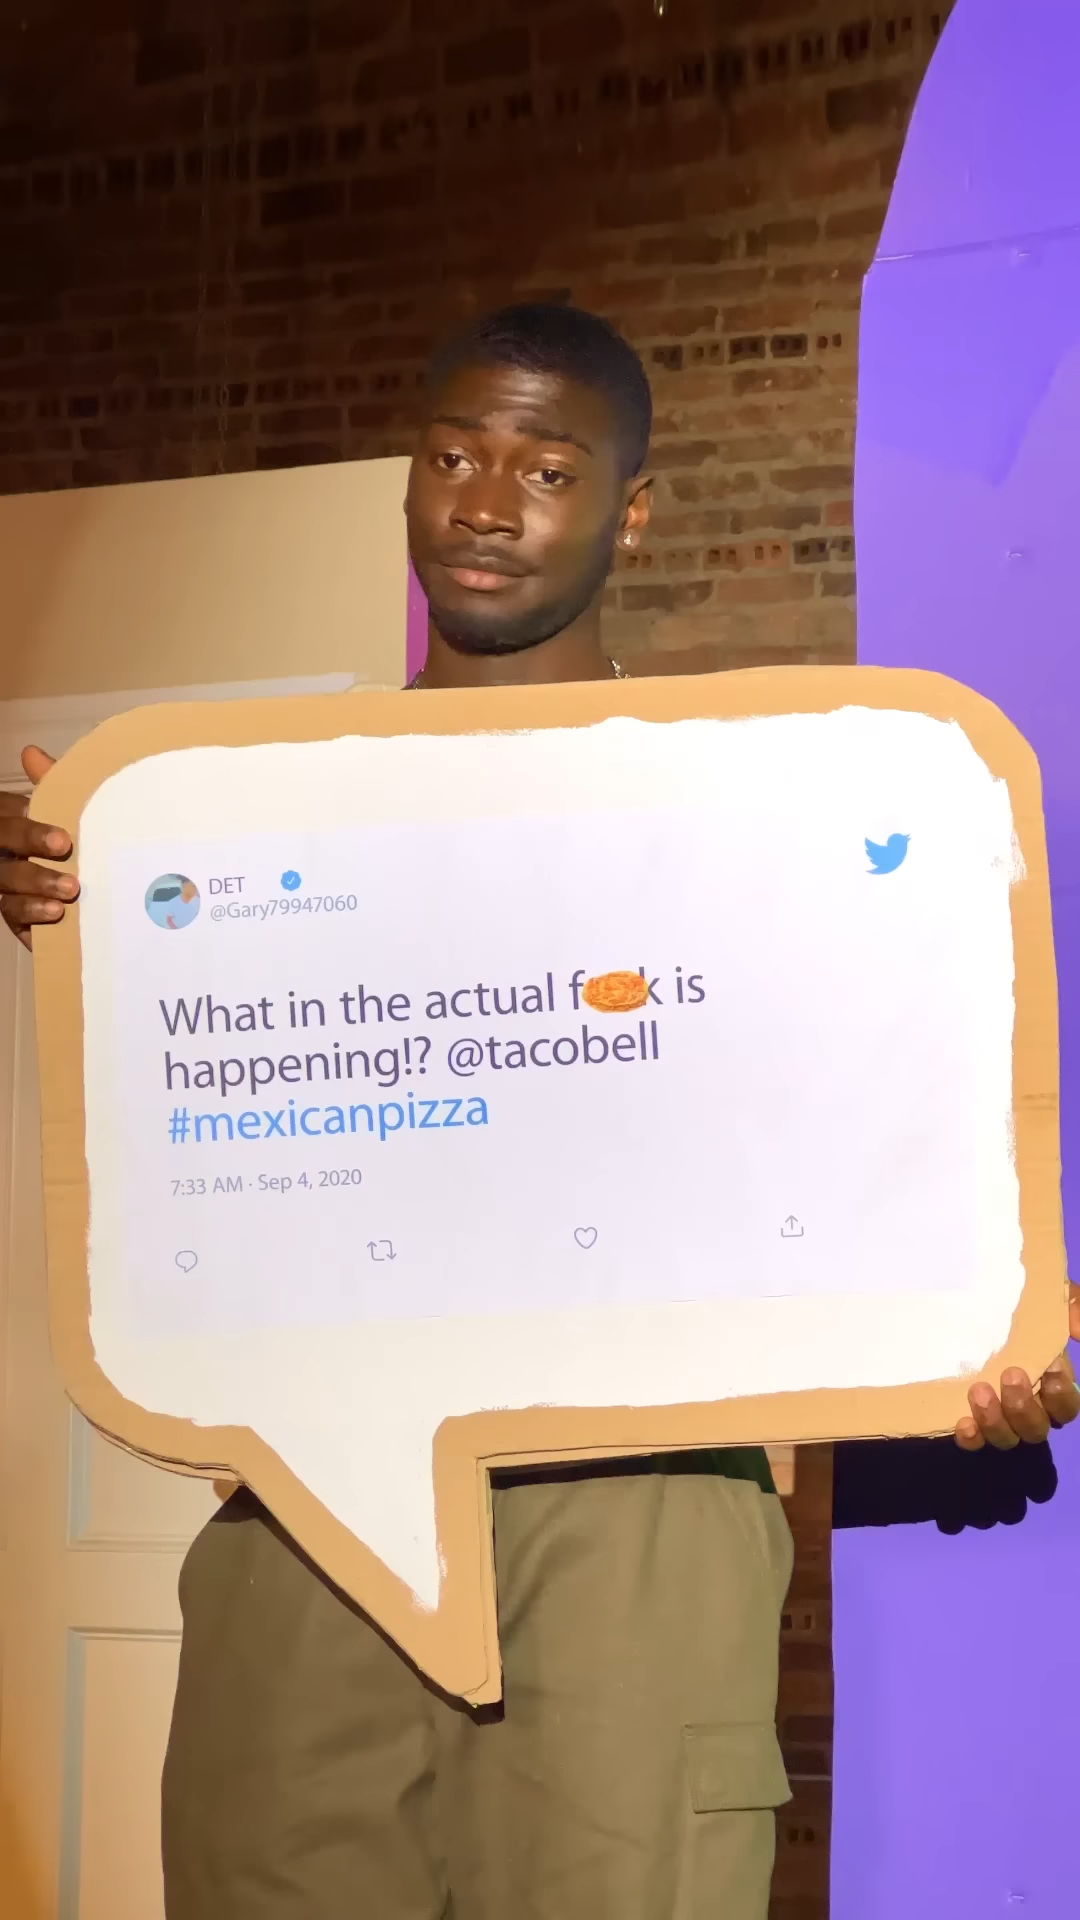 DET
@Gary79947060
What in the actual f k is
happening!? @tacobell
#mexicanpizza
7:33 AM · Sep 4, 2020